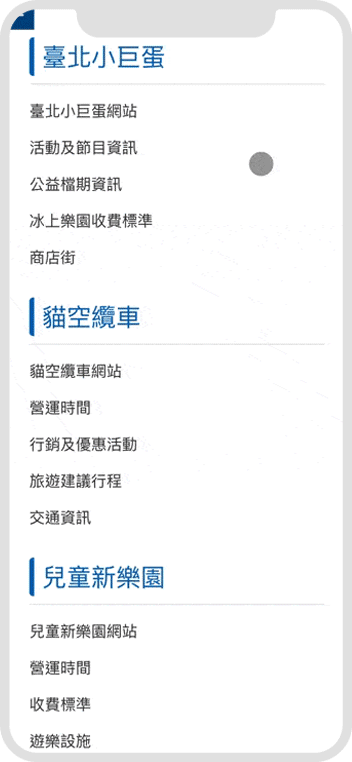 臺北小巨蛋
臺北小巨蛋網站
活動及節目資訊
公益檔期資訊
冰上樂園收費標準
商店街
貓空纜車
貓空纜車網站
營運時間
行銷及優惠活動
旅遊建議行程
交通資訊
兒童新樂園
兒童新樂園網站
營運時間
收費標準
遊樂設施